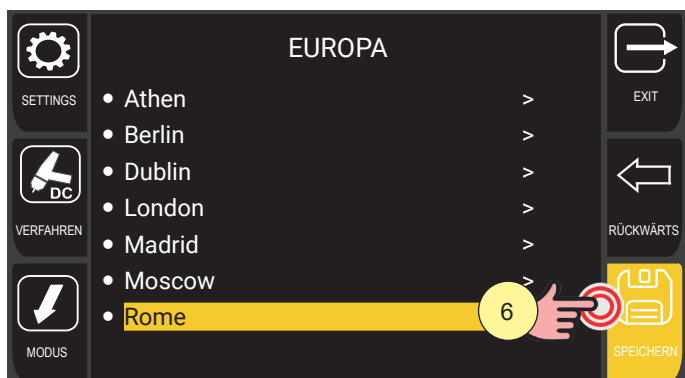 EUROPA
SETTINGS
DC
VERFAHREN
MODUS
• Athen >
• Berlin >
• Dublin >
• London >
• Madrid >
• Moscow >
• Rome
6
EXIT
RÜCKWÄRTS
SPEICHERN